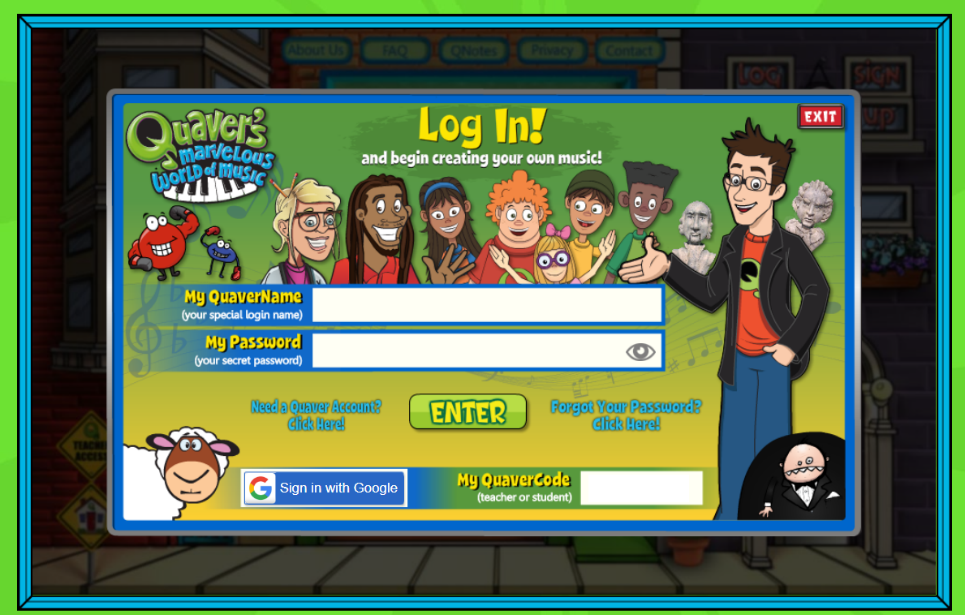 About Us FAQ QNotes Privacy Contact
LOG
SIGN
UP
Quaver's
Marvelous
World of Music
Log In!
and begin creating your own music!
EXIT
My QuaverName
(your special login name)
My Password
(your secret password)
Need a Quaver Account?
Click Here!
ENTER
Forgot Your Password?
Click Here!
TEACHER
ACCESS
Sign in with Google
My QuaverCode
(teacher or student)